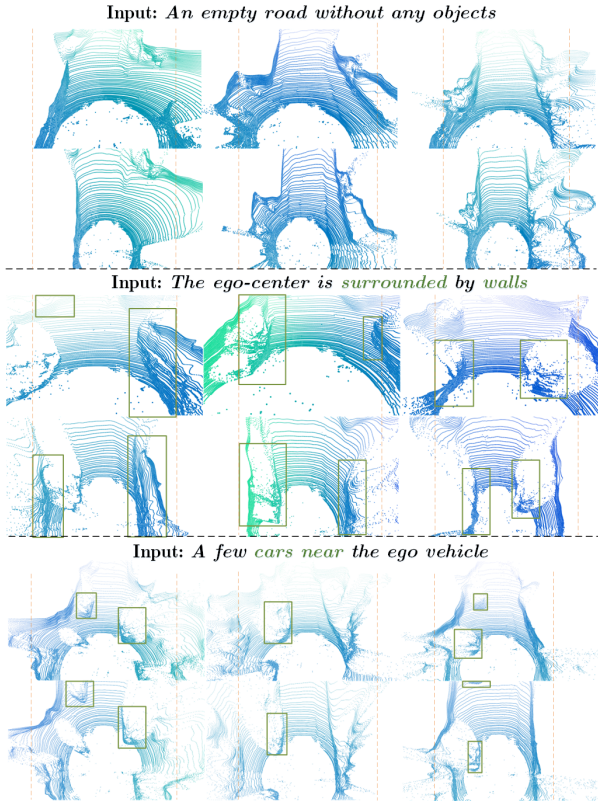 Input: An empty road without any objects
Input: The ego-center is surrounded by walls
Input: A few cars near the ego vehicle